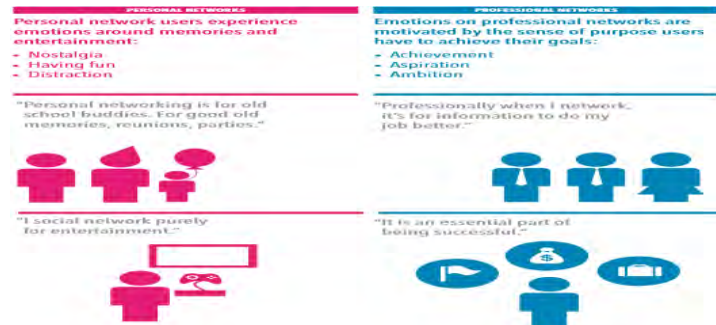 PERSONAL NETWORKS
Personal network users experience
emotions around memories and
entertainment:
• Nostalgia
• Having fun
• Distraction
"Personal networking is for old
school buddies. For good old
memories, reunions, parties."
"I social network purely
for entertainment."
PROFESSIONAL NETWORKS
Emotions on professional networks are
motivated by the sense of purpose users
have to achieve their goals:
• Achievement
• Aspiration
• Ambition
"Professionally when i network,
it's for information to do my
job better."
"It is an essential part of
being successful."
$